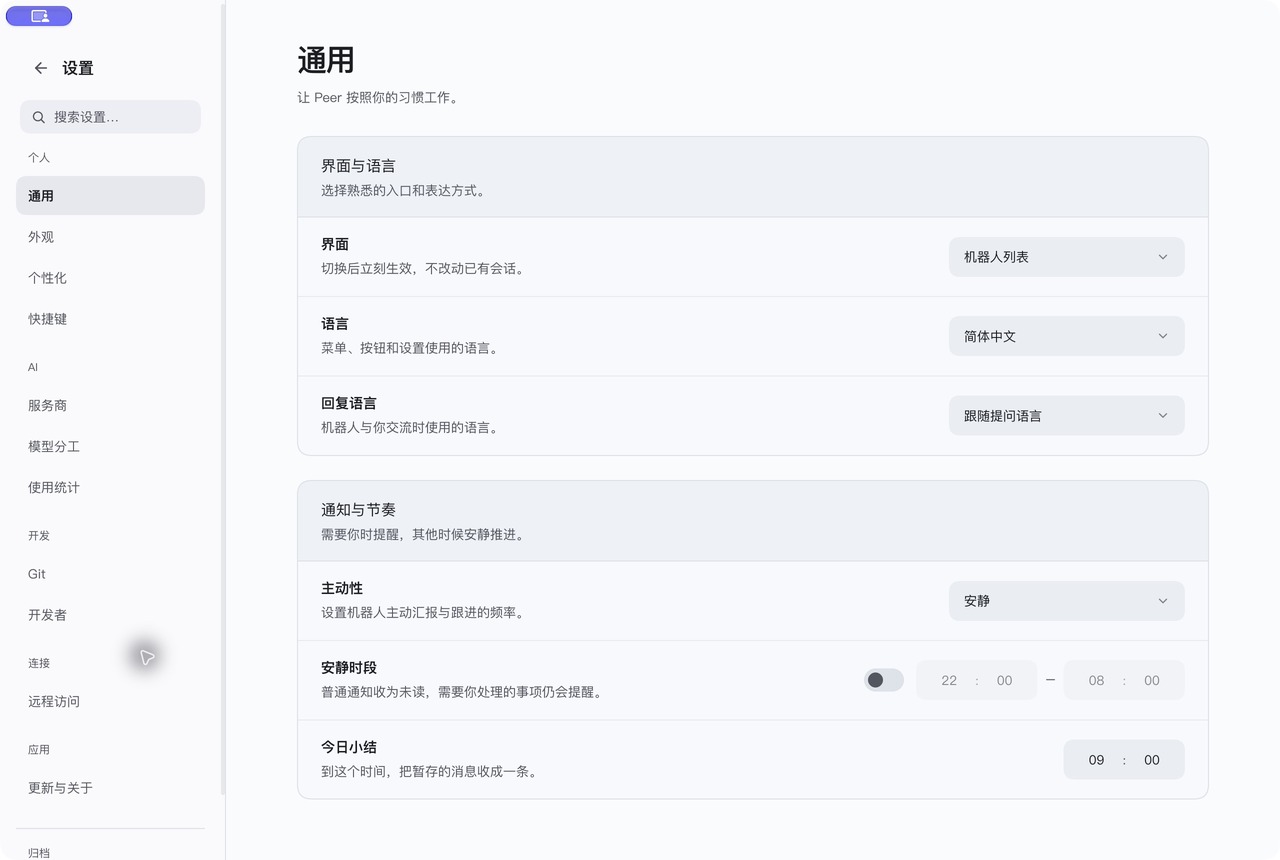 设置
搜索设置...
个人
通用
外观
个性化
快捷键
AI
服务商
模型分工
使用统计
开发
Git
开发者
连接
远程访问
应用
更新与关于
归档
通用
让 Peer 按照你的习惯工作。
界面与语言
选择熟悉的入口和表达方式。
界面
切换后立刻生效，不改动已有会话。
机器人列表
语言
菜单、按钮和设置使用的语言。
简体中文
回复语言
机器人与你交流时使用的语言。
跟随提问语言
通知与节奏
需要你时提醒，其他时候安静推进。
主动性
设置机器人主动汇报与跟进的频率。
安静
安静时段
普通通知收为未读，需要你处理的事项仍会提醒。
22 : 00 – 08 : 00
今日小结
到这个时间，把暂存的消息收成一条。
09 : 00